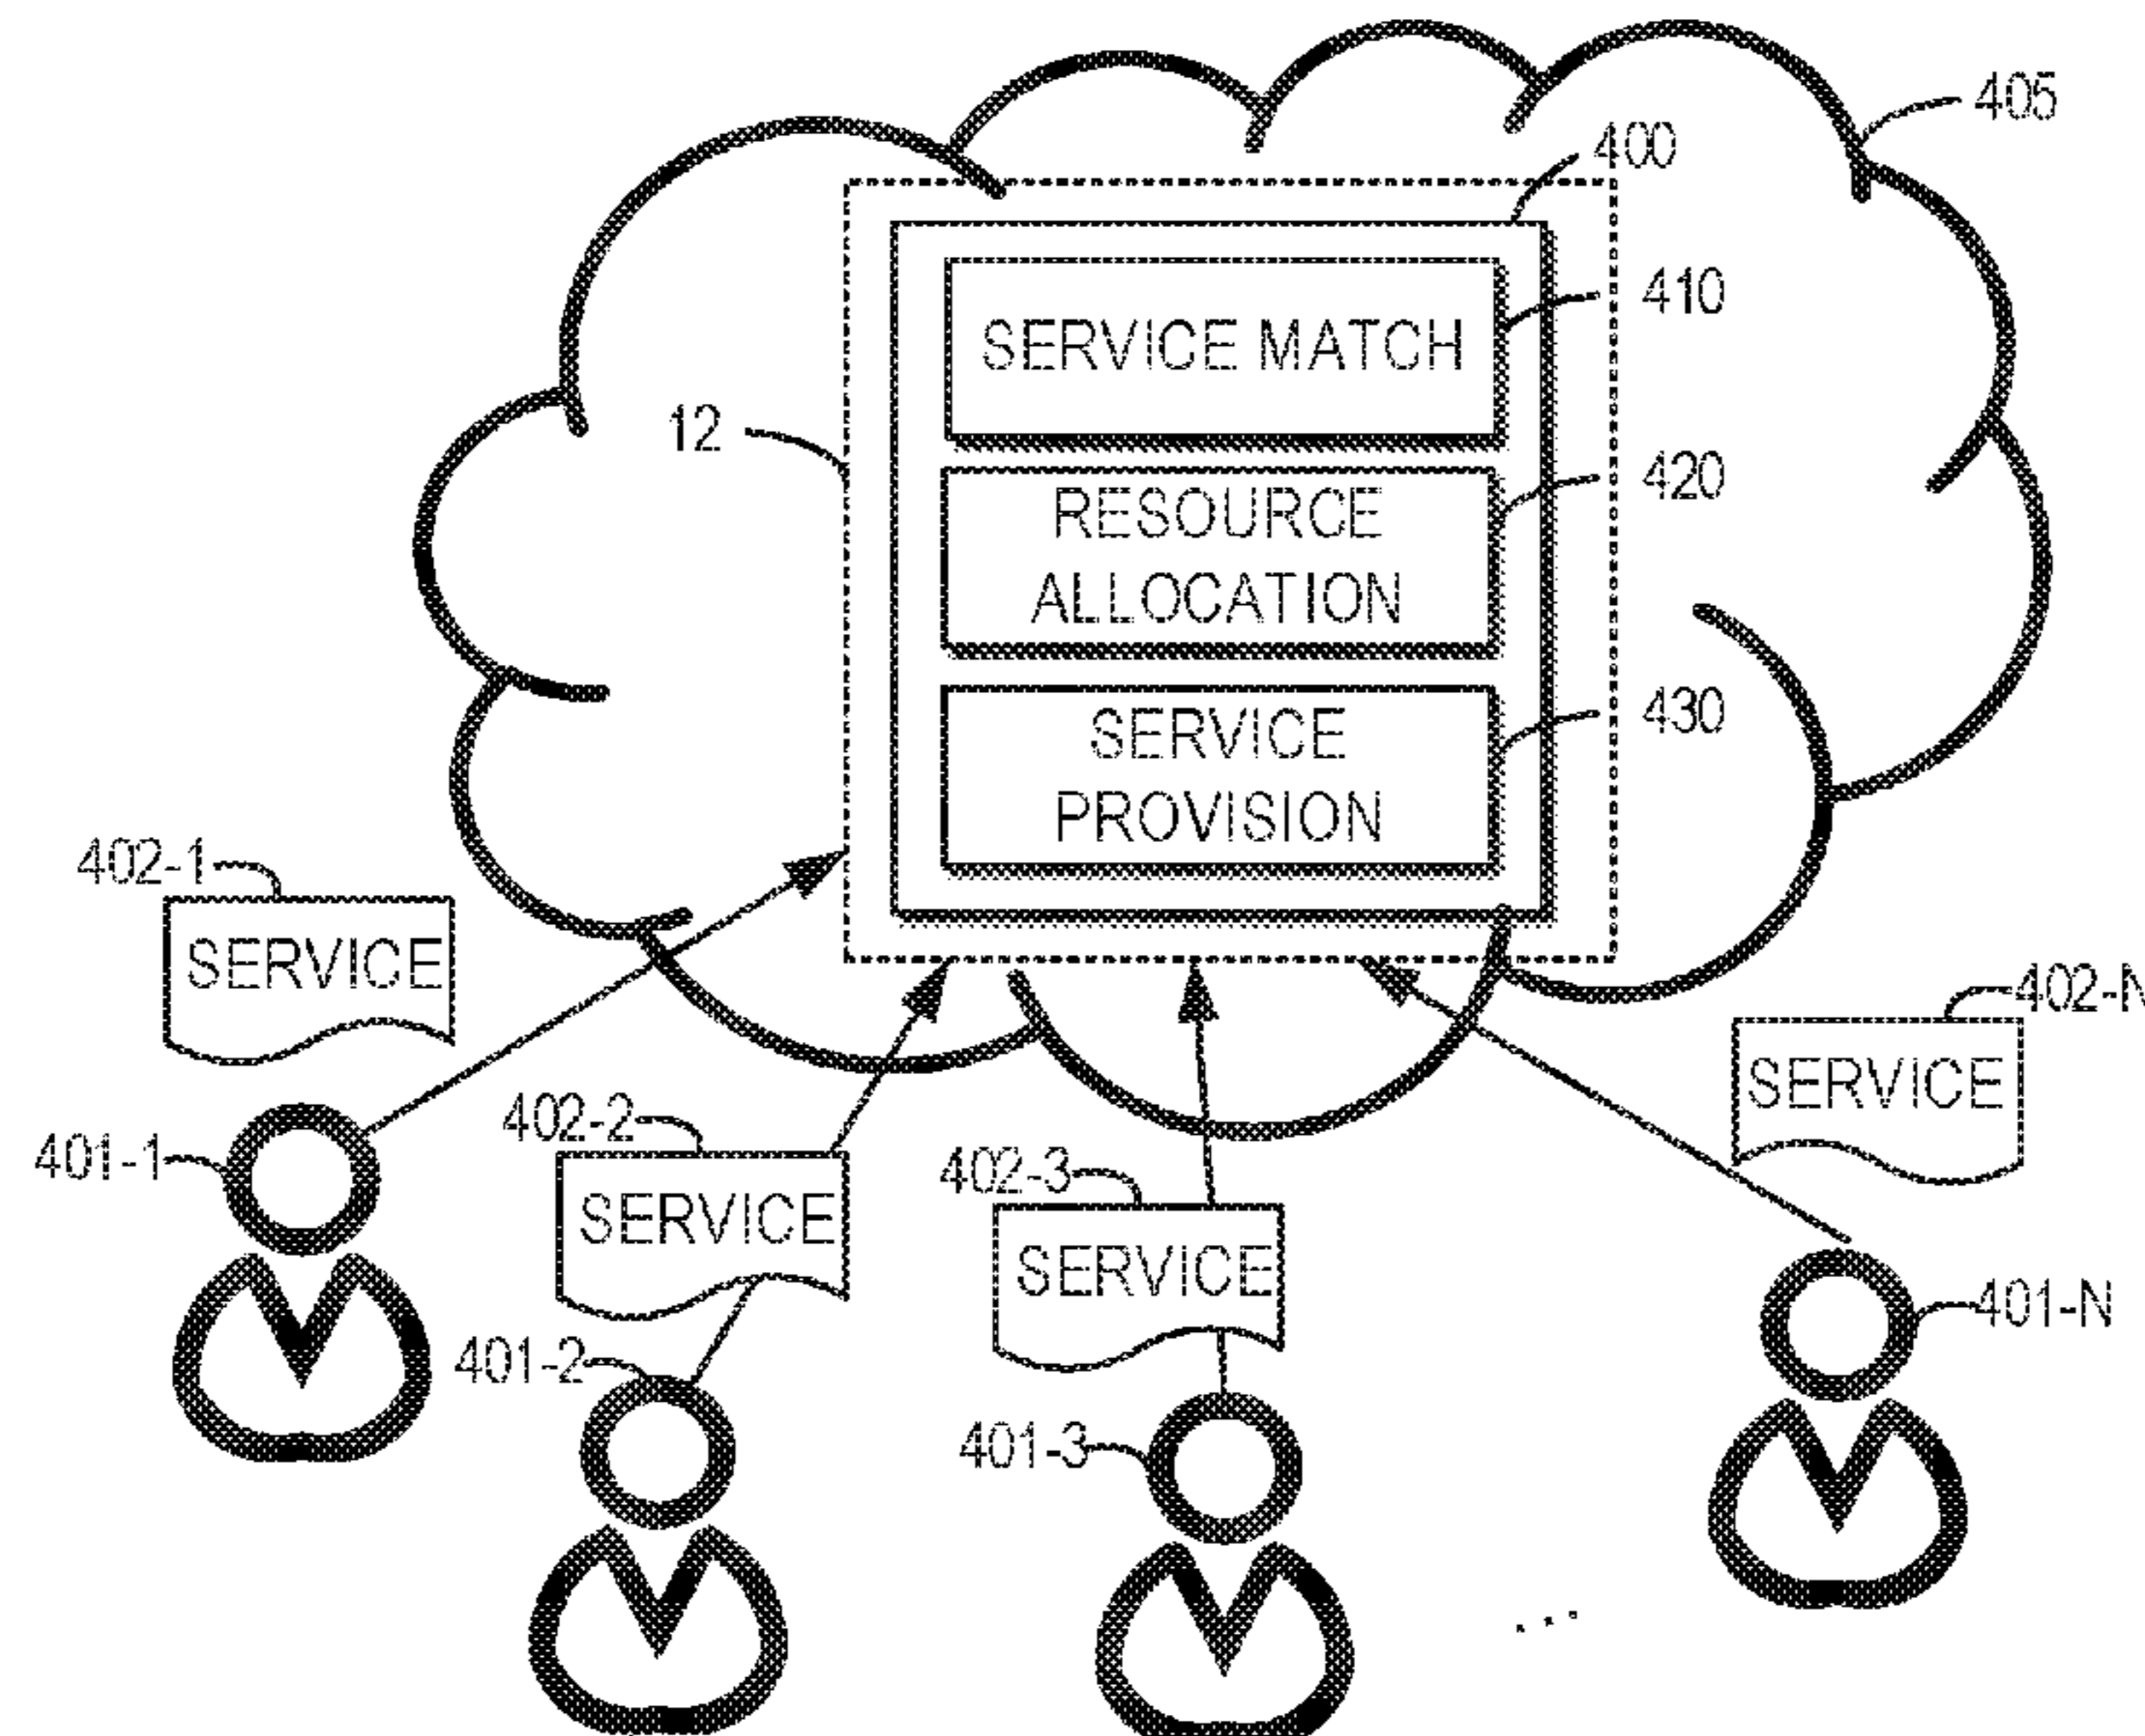 405
400
SERVICE MATCH
410
12
RESOURCE
ALLOCATION
420
SERVICE
PROVISION
430
402-1
SERVICE
402-N
SERVICE
401-1
402-2
SERVICE
402-3
SERVICE
401-N
401-2
401-3
...